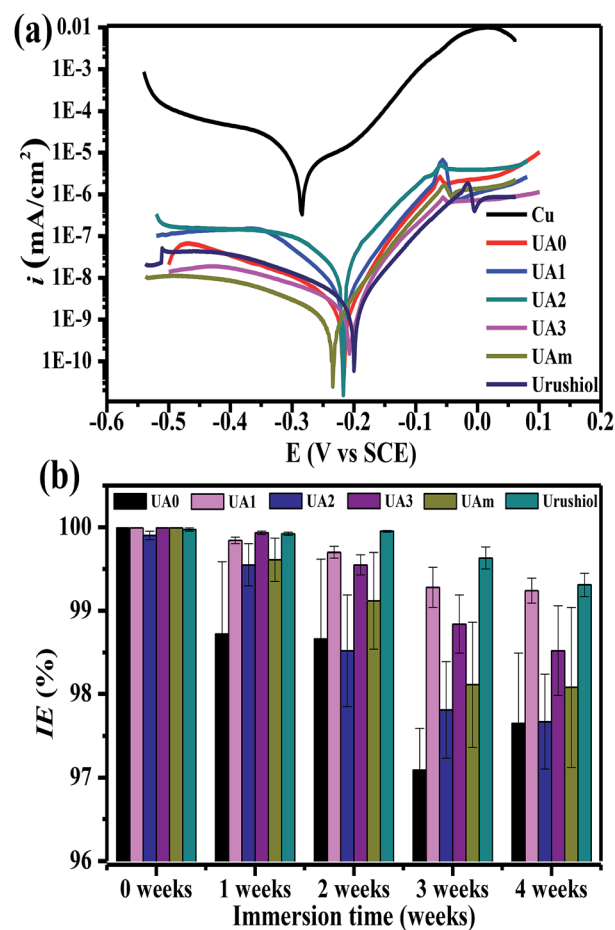 (a)
0.01
1E-3
1E-4
1E-5
1E-6
1E-7
1E-8
1E-9
1E-10
i (mA/cm²)
Cu
UA0
UA1
UA2
UA3
UAm
Urushiol
-0.6 -0.5 -0.4 -0.3 -0.2 -0.1 0.0 0.1 0.2
E (V vs SCE)
(b)
UA0 UA1 UA2 UA3 UAm Urushiol
100
99
98
97
96
IE (%)
0 weeks 1 weeks 2 weeks 3 weeks 4 weeks
Immersion time (weeks)